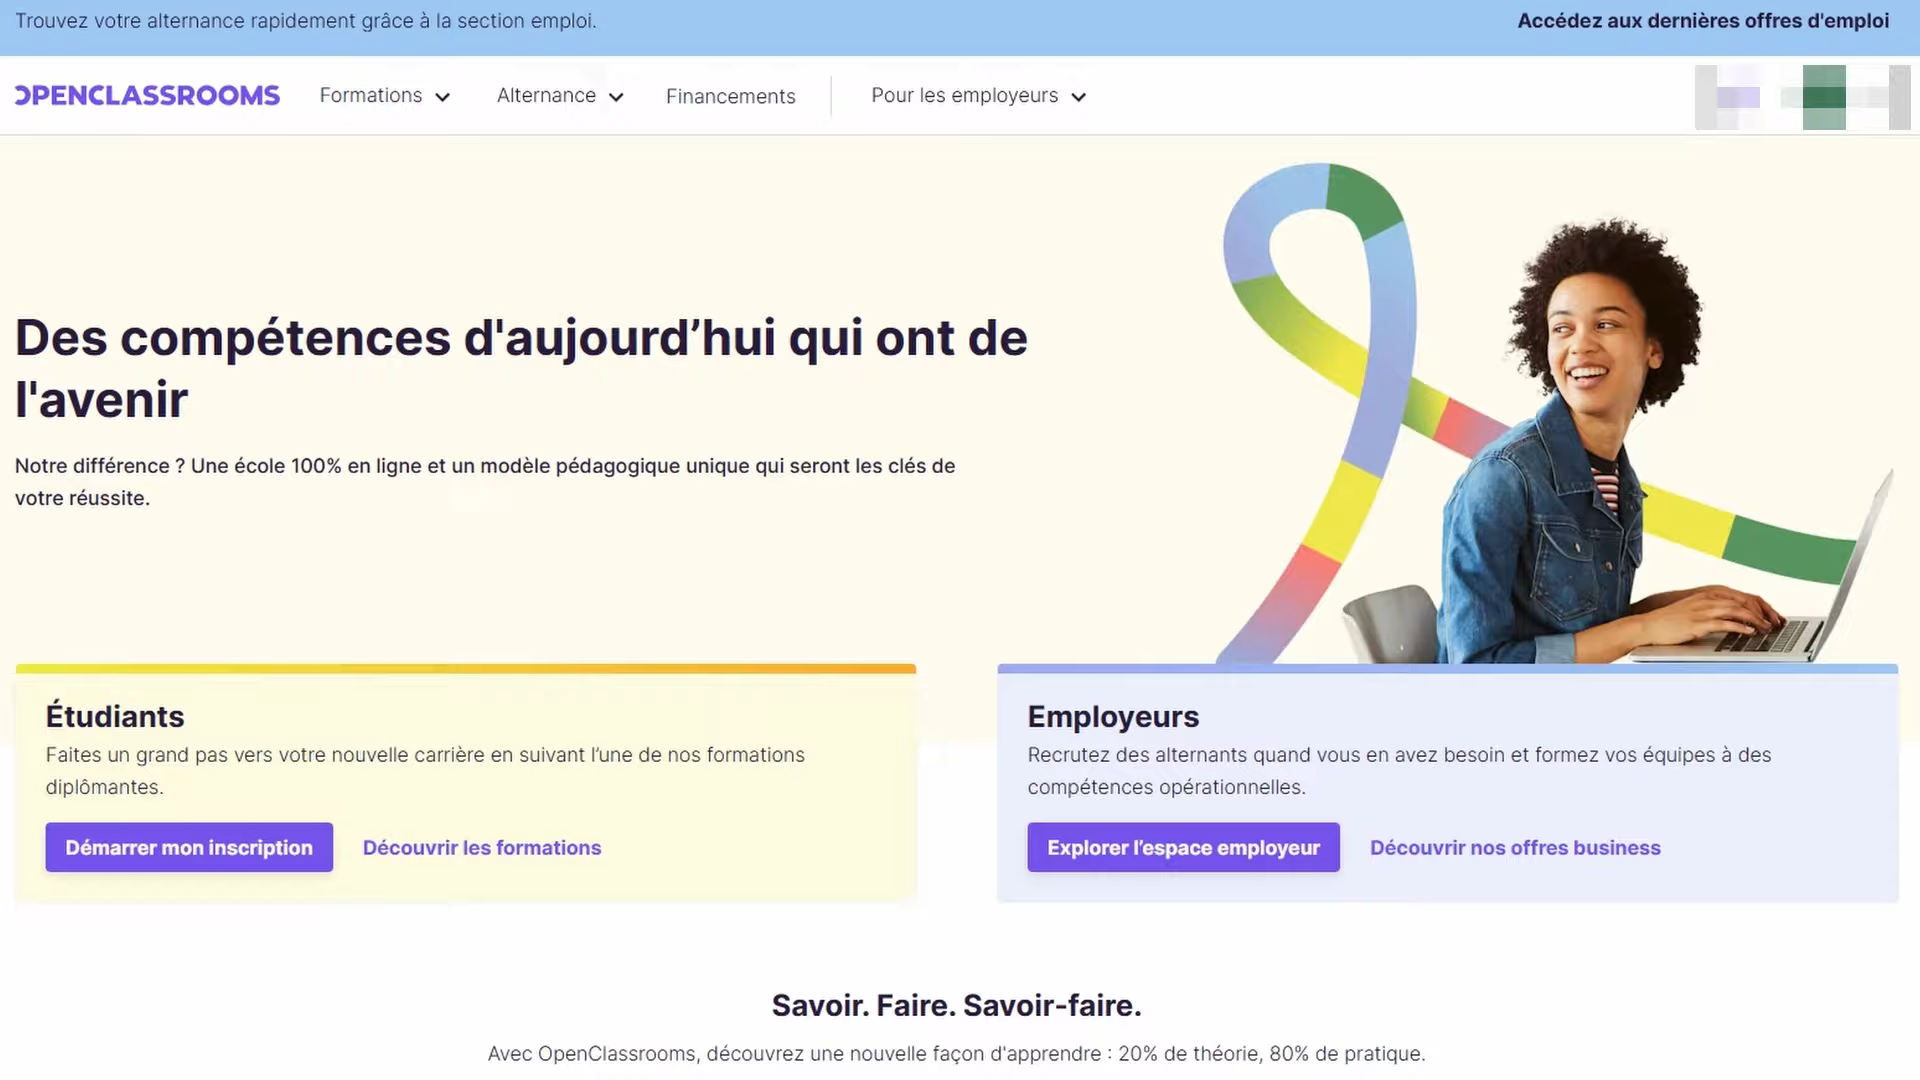 Trouvez votre alternance rapidement grâce à la section emploi.
Accédez aux dernières offres d'emploi
OPENCLASSROOMS
Formations
Alternance
Financements
Pour les employeurs
Des compétences d'aujourd’hui qui ont de
l'avenir
Notre différence ? Une école 100% en ligne et un modèle pédagogique unique qui seront les clés de
votre réussite.
Étudiants
Faites un grand pas vers votre nouvelle carrière en suivant l’une de nos formations
diplômantes.
Démarrer mon inscription
Découvrir les formations
Employeurs
Recrutez des alternants quand vous en avez besoin et formez vos équipes à des
compétences opérationnelles.
Explorer l’espace employeur
Découvrir nos offres business
Savoir. Faire. Savoir-faire.
Avec OpenClassrooms, découvrez une nouvelle façon d'apprendre : 20% de théorie, 80% de pratique.